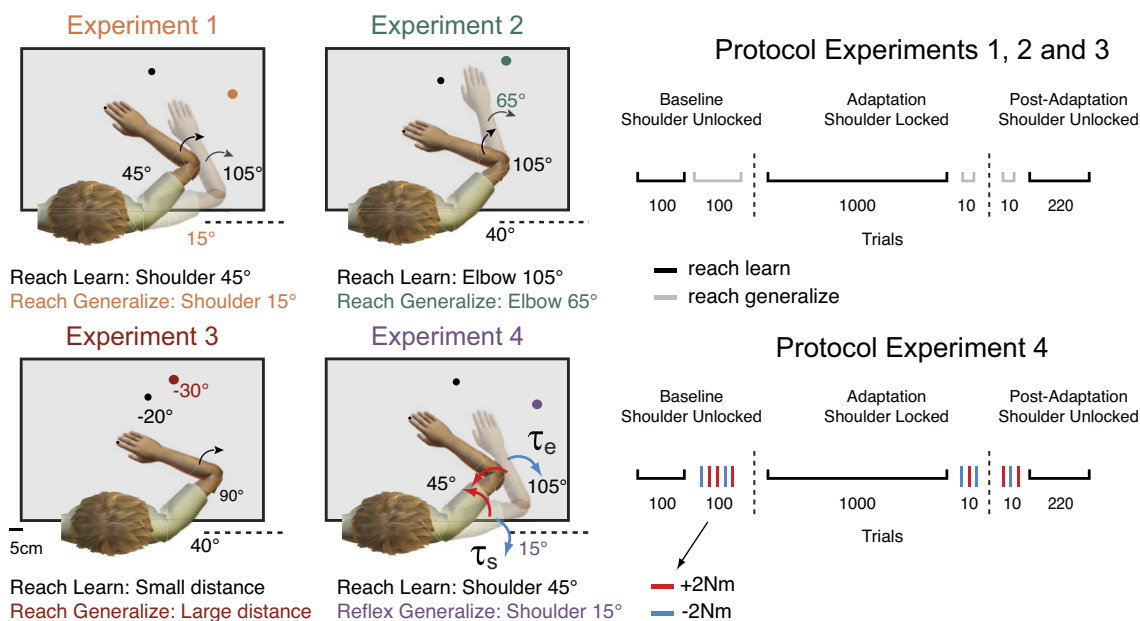 Experiment 1
45°
105°
15°
Reach Learn: Shoulder 45°
Reach Generalize: Shoulder 15°
Experiment 2
65°
105°
40°
Reach Learn: Elbow 105°
Reach Generalize: Elbow 65°
Experiment 3
-30°
-20°
90°
40°
5cm
Reach Learn: Small distance
Reach Generalize: Large distance
Experiment 4
τe
45°
105°
τs
15°
Reach Learn: Shoulder 45°
Reflex Generalize: Shoulder 15°
Protocol Experiments 1, 2 and 3
Baseline
Shoulder Unlocked
Adaptation
Shoulder Locked
Post-Adaptation
Shoulder Unlocked
100 100 1000 10 10 220
Trials
reach learn
reach generalize
Protocol Experiment 4
Baseline
Shoulder Unlocked
Adaptation
Shoulder Locked
Post-Adaptation
Shoulder Unlocked
100 100 1000 10 10 220
Trials
+2Nm
-2Nm